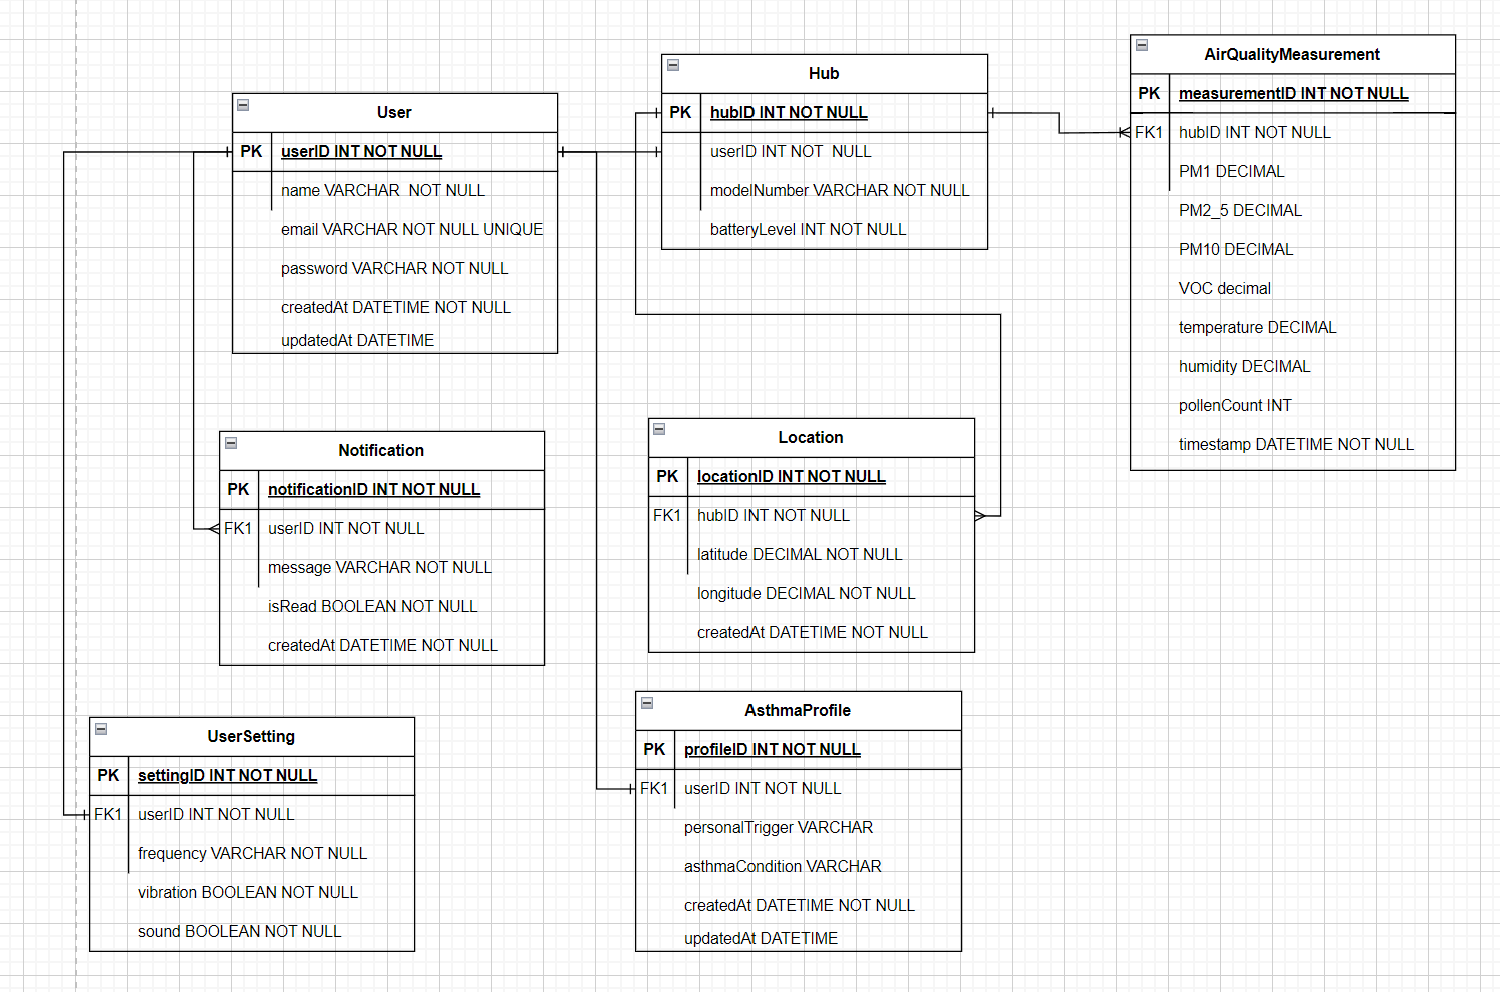 User
PK userID INT NOT NULL
name VARCHAR NOT NULL
email VARCHAR NOT NULL UNIQUE
password VARCHAR NOT NULL
createdAt DATETIME NOT NULL
updatedAt DATETIME
Hub
PK hubID INT NOT NULL
userID INT NOT NULL
modelNumber VARCHAR NOT NULL
batteryLevel INT NOT NULL
AirQualityMeasurement
PK measurementID INT NOT NULL
FK1 hubID INT NOT NULL
PM1 DECIMAL
PM2_5 DECIMAL
PM10 DECIMAL
VOC decimal
temperature DECIMAL
humidity DECIMAL
pollenCount INT
timestamp DATETIME NOT NULL
Notification
PK notificationID INT NOT NULL
FK1 userID INT NOT NULL
message VARCHAR NOT NULL
isRead BOOLEAN NOT NULL
createdAt DATETIME NOT NULL
Location
PK locationID INT NOT NULL
FK1 hubID INT NOT NULL
latitude DECIMAL NOT NULL
longitude DECIMAL NOT NULL
createdAt DATETIME NOT NULL
UserSetting
PK settingID INT NOT NULL
FK1 userID INT NOT NULL
frequency VARCHAR NOT NULL
vibration BOOLEAN NOT NULL
sound BOOLEAN NOT NULL
AsthmaProfile
PK profileID INT NOT NULL
FK1 userID INT NOT NULL
personalTrigger VARCHAR
asthmaCondition VARCHAR
createdAt DATETIME NOT NULL
updatedAt DATETIME